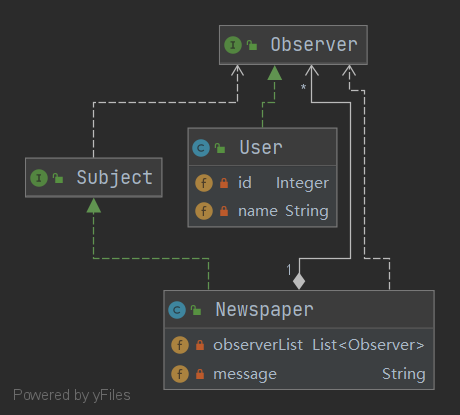 I Observer
*
C User
f id Integer
f name String
I Subject
1
C Newspaper
f observerList List<Observer>
f message String
Powered by yFiles